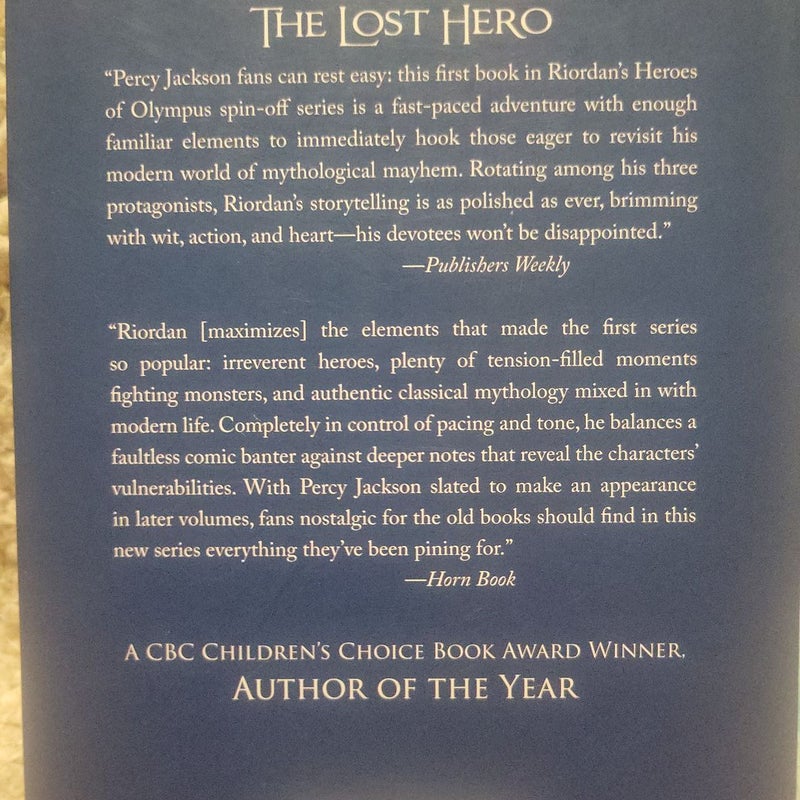 THE LOST HERO
“Percy Jackson fans can rest easy: this first book in Riordan’s Heroes
of Olympus spin-off series is a fast-paced adventure with enough
familiar elements to immediately hook those eager to revisit his
modern world of mythological mayhem. Rotating among his three
protagonists, Riordan’s storytelling is as polished as ever, brimming
with wit, action, and heart—his devotees won’t be disappointed.”
—Publishers Weekly
“Riordan [maximizes] the elements that made the first series
so popular: irreverent heroes, plenty of tension-filled moments
fighting monsters, and authentic classical mythology mixed in with
modern life. Completely in control of pacing and tone, he balances a
faultless comic banter against deeper notes that reveal the characters’
vulnerabilities. With Percy Jackson slated to make an appearance
in later volumes, fans nostalgic for the old books should find in this
new series everything they’ve been pining for.”
—Horn Book
A CBC CHILDREN’S CHOICE BOOK AWARD WINNER,
AUTHOR OF THE YEAR